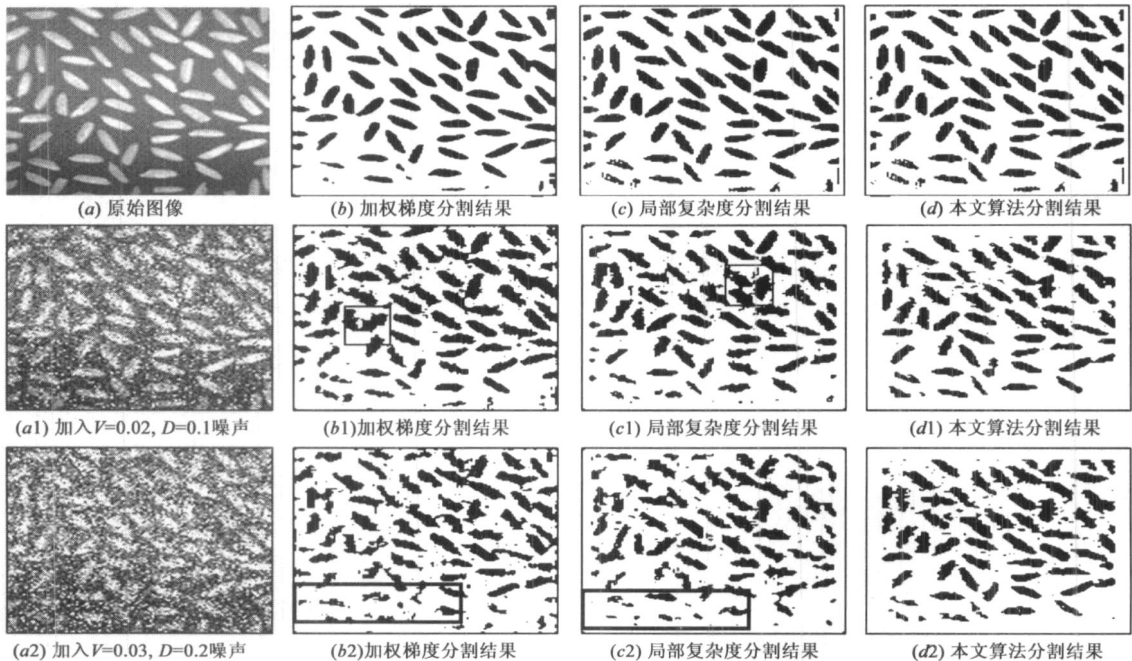 (a) 原始图像
(b) 加权梯度分割结果
(c) 局部复杂度分割结果
(d) 本文算法分割结果
(a1) 加入V=0.02, D=0.1噪声
(b1)加权梯度分割结果
(c1) 局部复杂度分割结果
(d1) 本文算法分割结果
(a2) 加入V=0.03, D=0.2噪声
(b2)加权梯度分割结果
(c2) 局部复杂度分割结果
(d2) 本文算法分割结果